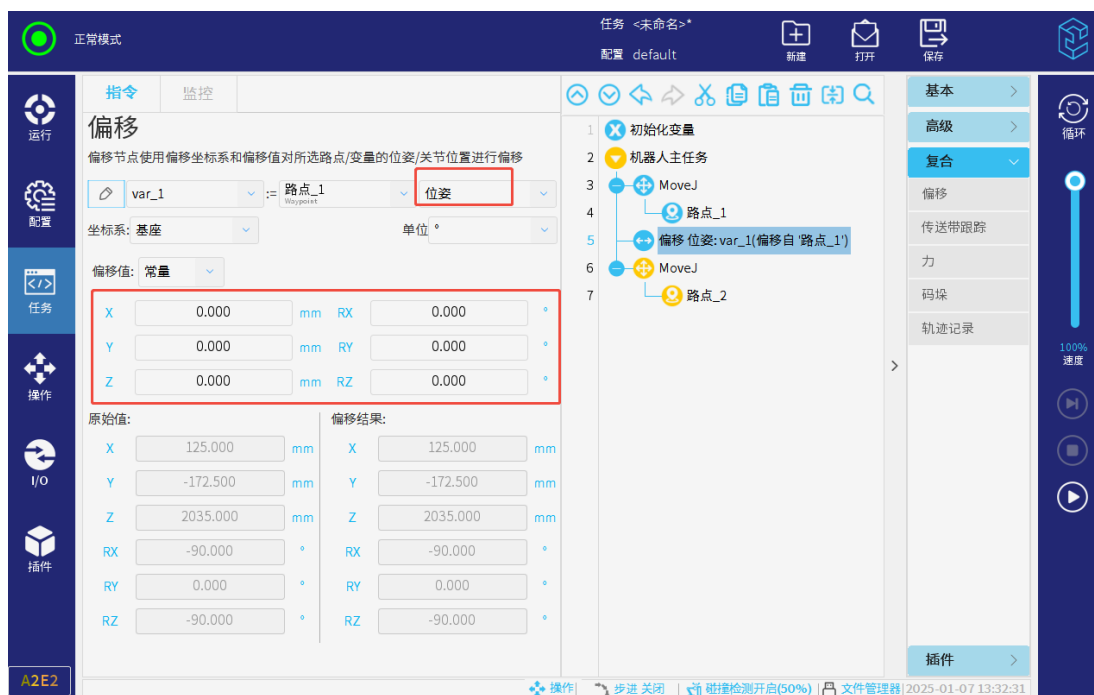 正常模式
任务 <未命名>*
配置 default
新建
打开
保存
运行
配置
任务
操作
I/O
插件
A2E2
指令 监控
偏移
偏移节点使用偏移坐标系和偏移值对所选路点/变量的位姿/关节位置进行偏移
var_1 := 路点_1 位姿
Waypoint
坐标系: 基座 单位 °
偏移值: 常量
X 0.000 mm RX 0.000 °
Y 0.000 mm RY 0.000 °
Z 0.000 mm RZ 0.000 °
原始值: 偏移结果:
X 125.000 mm X 125.000 mm
Y -172.500 mm Y -172.500 mm
Z 2035.000 mm Z 2035.000 mm
RX -90.000 ° RX -90.000 °
RY 0.000 ° RY 0.000 °
RZ -90.000 ° RZ -90.000 °
1 初始化变量
2 机器人主任务
3 MoveJ
4 路点_1
5 偏移 位姿: var_1(偏移自 '路点_1')
6 MoveJ
7 路点_2
基本
高级
复合
偏移
传送带跟踪
力
码垛
轨迹记录
插件
循环
100%
速度
操作 步进 关闭 碰撞检测开启(50%) 文件管理器 2025-01-07 13:32:31